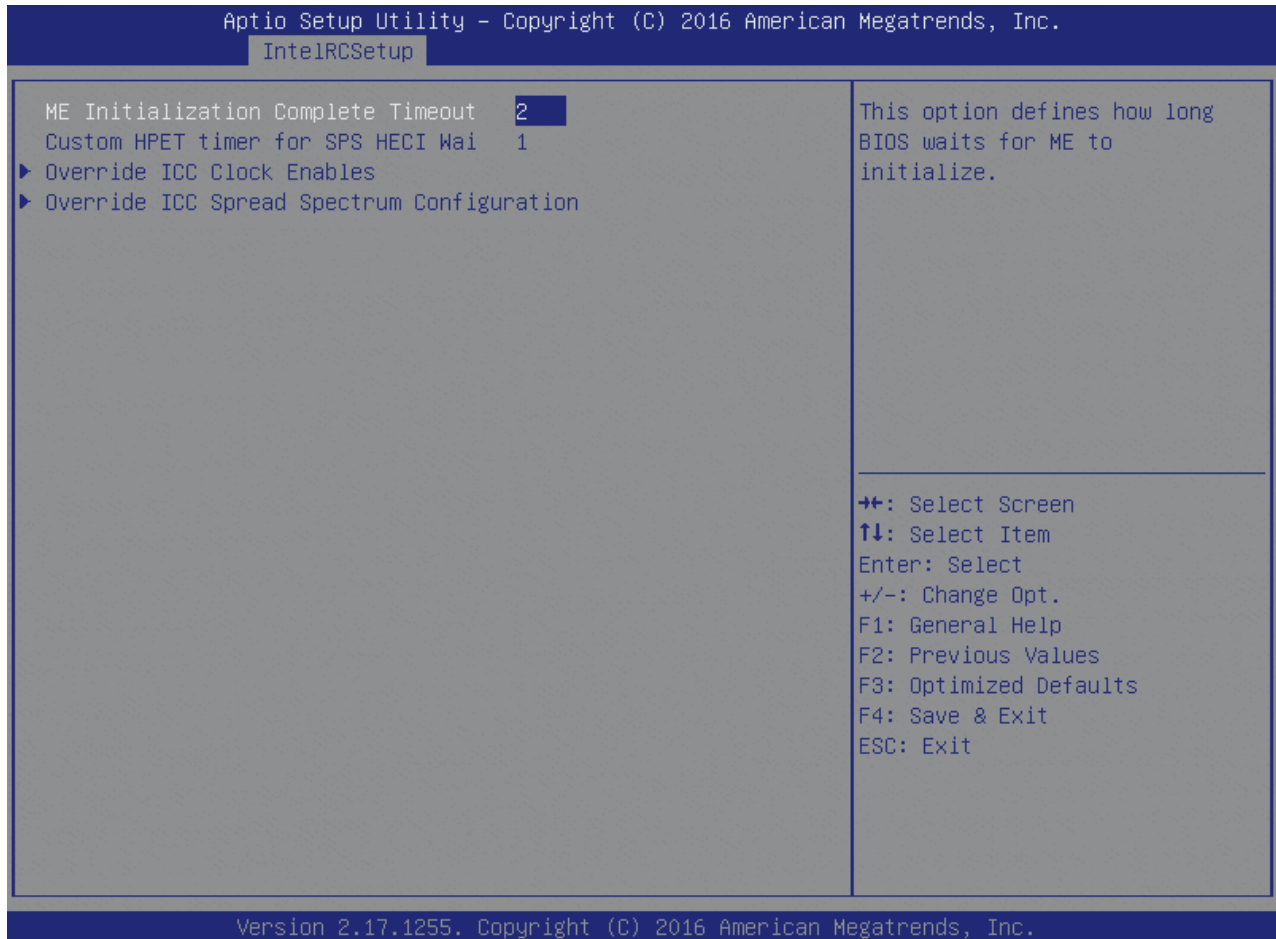 Aptio Setup Utility – Copyright (C) 2016 American Megatrends, Inc.
IntelRCSetup
ME Initialization Complete Timeout 2
Custom HPET timer for SPS HECI Wai 1
Override ICC Clock Enables
Override ICC Spread Spectrum Configuration
This option defines how long
BIOS waits for ME to
initialize.
→←: Select Screen
↑↓: Select Item
Enter: Select
+/-: Change Opt.
F1: General Help
F2: Previous Values
F3: Optimized Defaults
F4: Save & Exit
ESC: Exit
Version 2.17.1255. Copyright (C) 2016 American Megatrends, Inc.